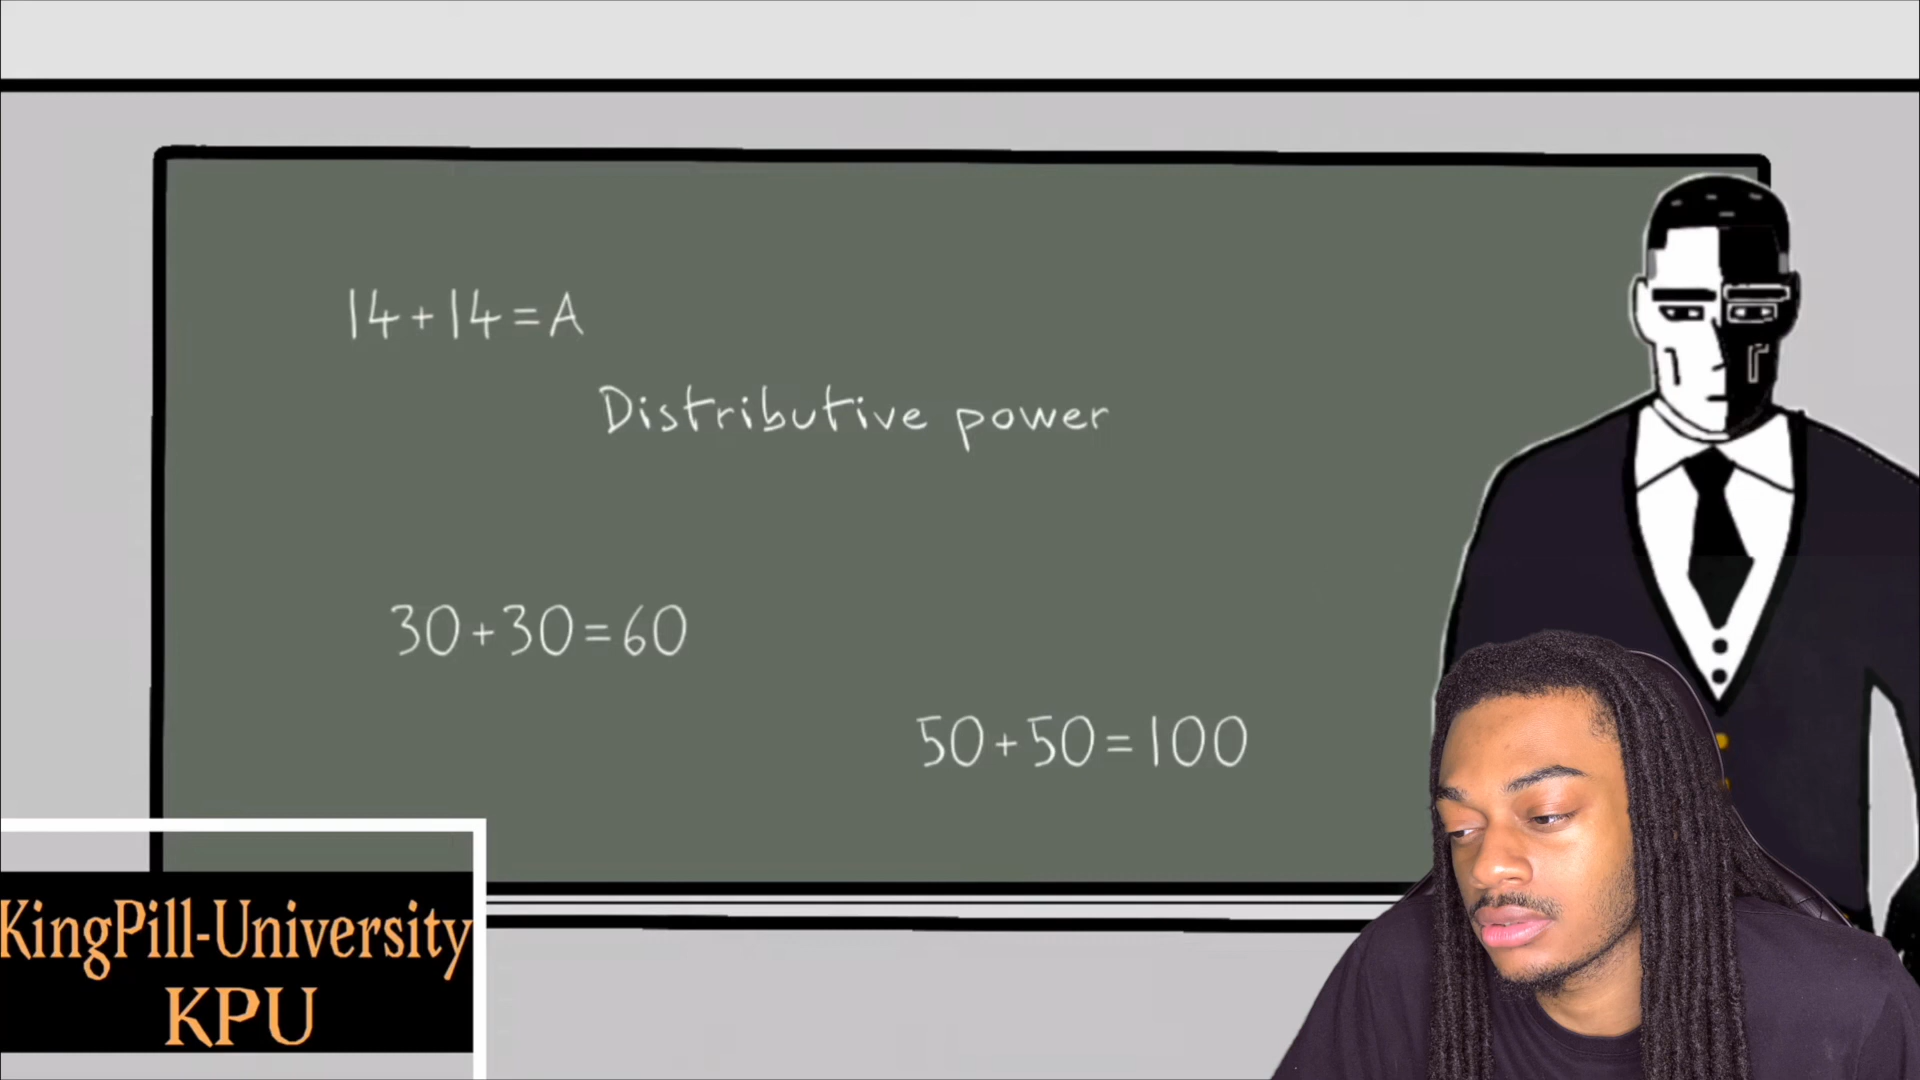 14+14=A
Distributive power
30+30=60
50+50=100
KingPill-University
KPU